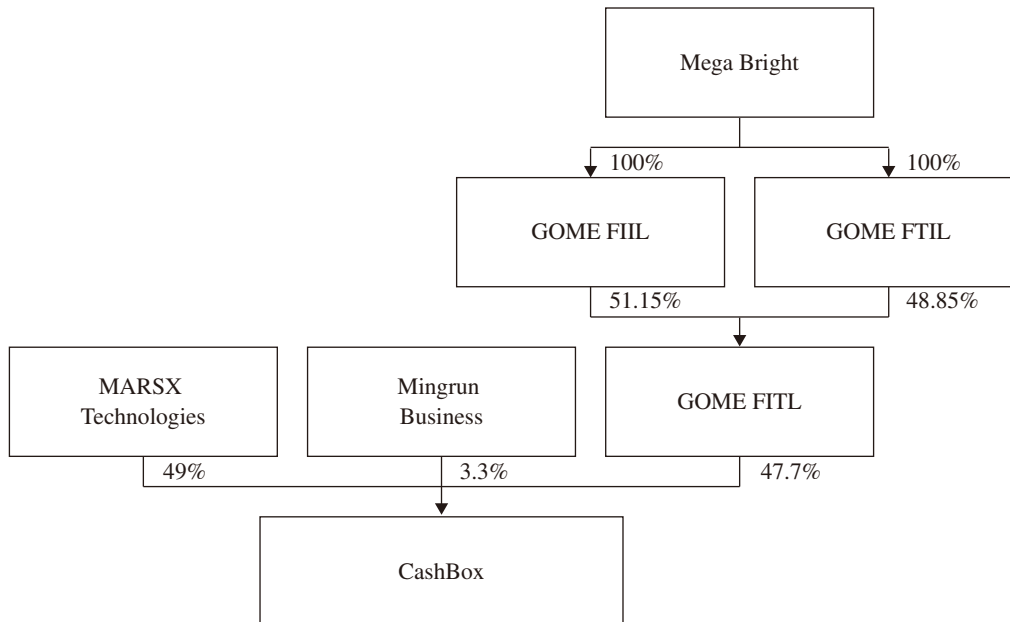 Mega Bright
100%
100%
GOME FIIL
GOME FTIL
51.15%
48.85%
MARSX
Technologies
Mingrun
Business
GOME FITL
49%
3.3%
47.7%
CashBox